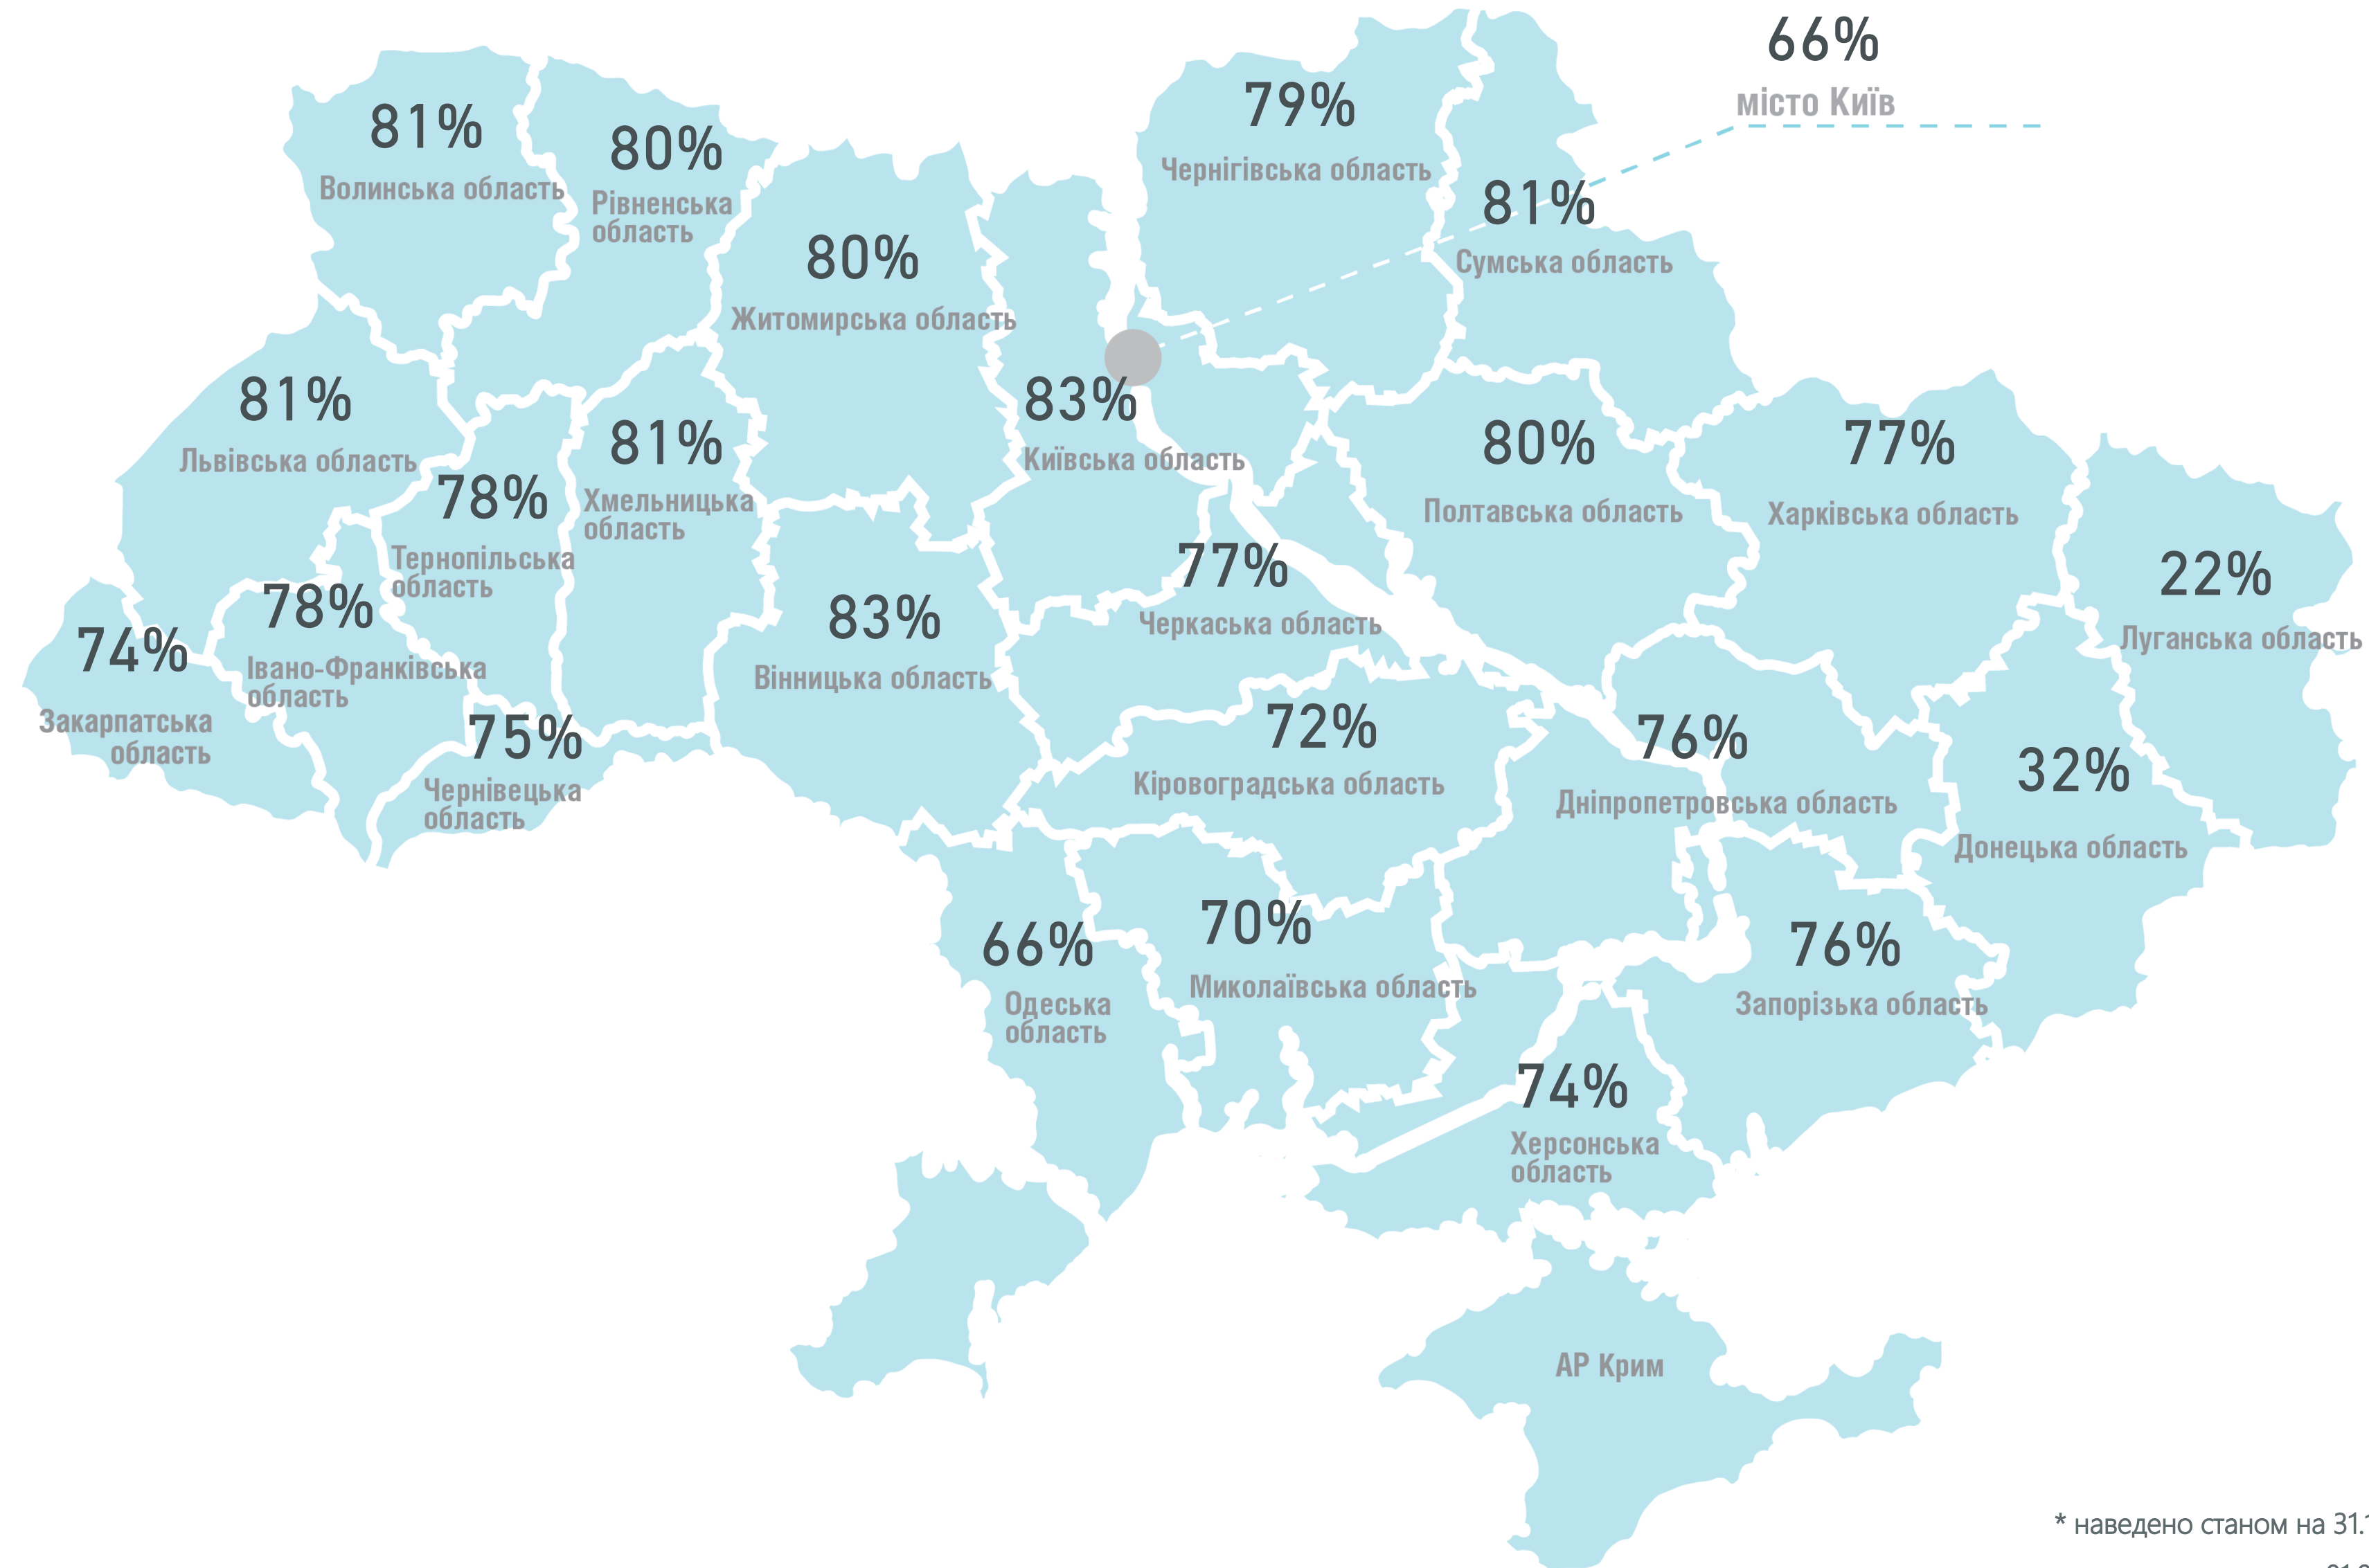 66%
місто Київ
79%
Чернігівська область
81%
Волинська область
80%
Рівненська
область
81%
Сумська область
80%
Житомирська область
81%
Львівська область
83%
Київська область
81%
Хмельницька
область
80%
Полтавська область
77%
Харківська область
78%
Тернопільська
область
77%
Черкаська область
22%
Луганська область
78%
Івано-Франківська
область
83%
Вінницька область
74%
Закарпатська
область
72%
Кіровоградська область
75%
Чернівецька
область
76%
Дніпропетровська область
32%
Донецька область
70%
Миколаївська область
66%
Одеська
область
76%
Запорізька область
74%
Херсонська
область
АР Крим
* наведено станом на 31.